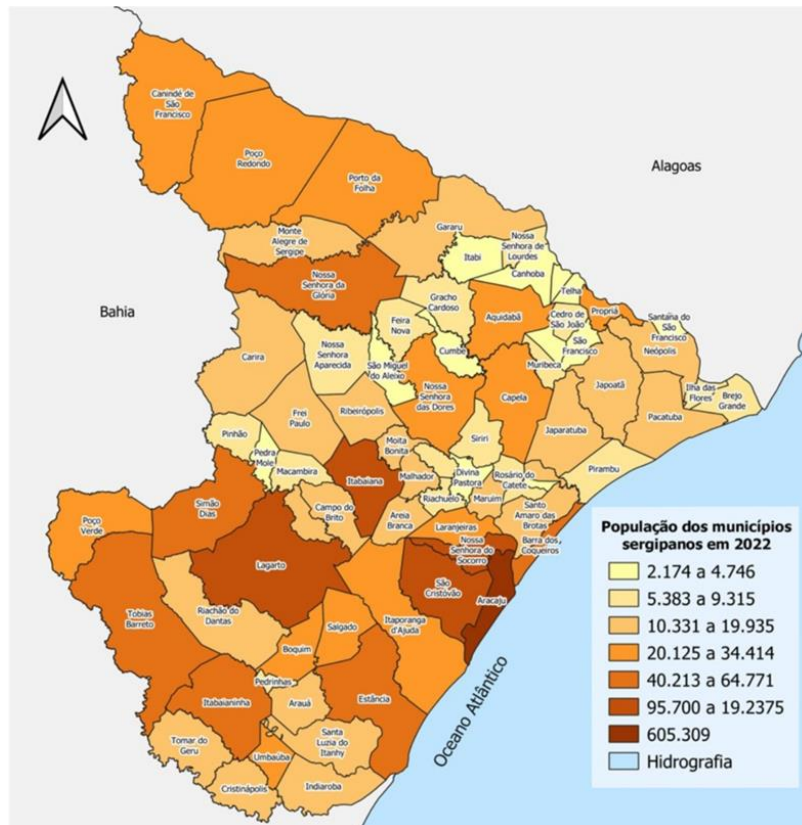 Canindé de
São
Francisco
Poço
Redondo
Porto da
Folha
Alagoas
Monte
Alegre de
Sergipe
Gararu
Nossa
Senhora de
Lourdes
Itabi
Canhoba
Nossa
Senhora da
Glória
Telha
Bahia
Gracho
Cardoso
Aquidabã
Cedro de
São João
Propriá
Santana do
São
Francisco
Neópolis
Feira
Nova
Carira
Nossa
Senhora
Aparecida
São Miguel
do Aleixo
Cumbe
São
Francisco
Muribeca
Ilha das
Flores
Brejo
Grande
Nossa
Senhora
das Dores
Capela
Japoatã
Pacatuba
Japaratuba
Frei
Paulo
Ribeirópolis
Pinhão
Pedra
Mole
Macambira
Moita
Bonita
Siriri
Pirambu
Itabaiana
Malhador
Divina
Pastora
Rosário do
Catete
Riachuelo
Maruim
Santo
Amaro das
Brotas
Simão
Dias
Campo do
Brito
Areia
Branca
Laranjeiras
Barra dos
Coqueiros
Poço
Verde
Nossa
Senhora do
Socorro
Lagarto
São
Cristóvão
Aracaju
Tobias
Barreto
Riachão do
Dantas
Salgado
Itaporanga
d'Ajuda
Boquim
Pedrinhas
Itabaianinha
Arauá
Estância
Tomar do
Geru
Santa
Luzia do
Itanhy
Umbaúba
Cristinápolis
Indiaroba
Oceano Atlântico
População dos municípios
sergipanos em 2022
2.174 a 4.746
5.383 a 9.315
10.331 a 19.935
20.125 a 34.414
40.213 a 64.771
95.700 a 19.2375
605.309
Hidrografia